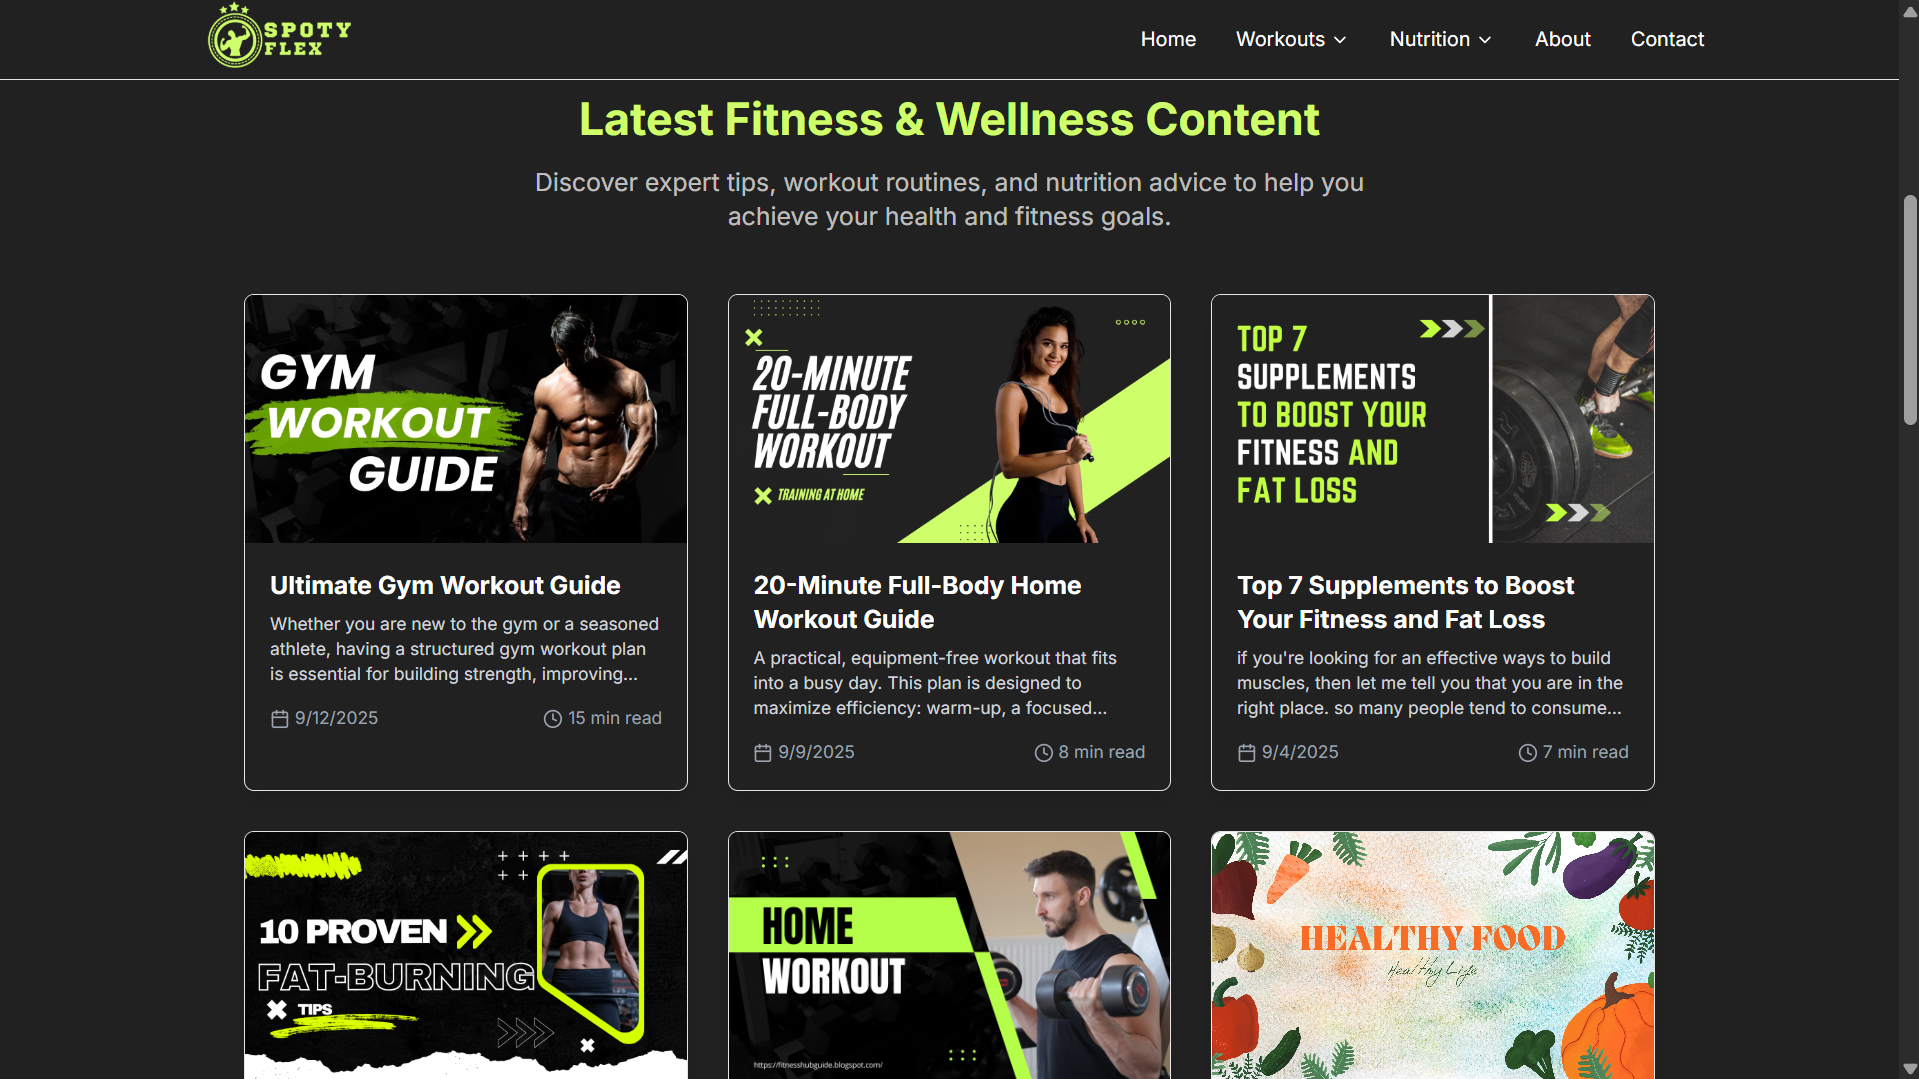 SPOTY
FLEX
Home
Workouts
Nutrition
About
Contact
Latest Fitness & Wellness Content
Discover expert tips, workout routines, and nutrition advice to help you
achieve your health and fitness goals.
GYM
WORKOUT
GUIDE
Ultimate Gym Workout Guide
Whether you are new to the gym or a seasoned
athlete, having a structured gym workout plan
is essential for building strength, improving...
9/12/2025
15 min read
20-MINUTE
FULL-BODY
WORKOUT
TRAINING AT HOME
20-Minute Full-Body Home
Workout Guide
A practical, equipment-free workout that fits
into a busy day. This plan is designed to
maximize efficiency: warm-up, a focused...
9/9/2025
8 min read
TOP 7
SUPPLEMENTS
TO BOOST YOUR
FITNESS AND
FAT LOSS
Top 7 Supplements to Boost
Your Fitness and Fat Loss
if you're looking for an effective ways to build
muscles, then let me tell you that you are in the
right place. so many people tend to consume...
9/4/2025
7 min read
10 PROVEN
FAT-BURNING
TIPS
HOME
WORKOUT
https://fitnesshubguide.blogspot.com/
HEALTHY FOOD
Healthy Life